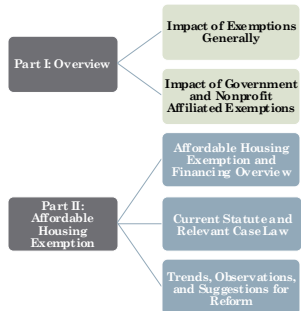 Part I: Overview
Impact of Exemptions
Generally
Impact of Government
and Nonprofit
Affiliated Exemptions
Part II:
Affordable
Housing
Exemption
Affordable Housing
Exemption and
Financing Overview
Current Statute and
Relevant Case Law
Trends, Observations,
and Suggestions for
Reform